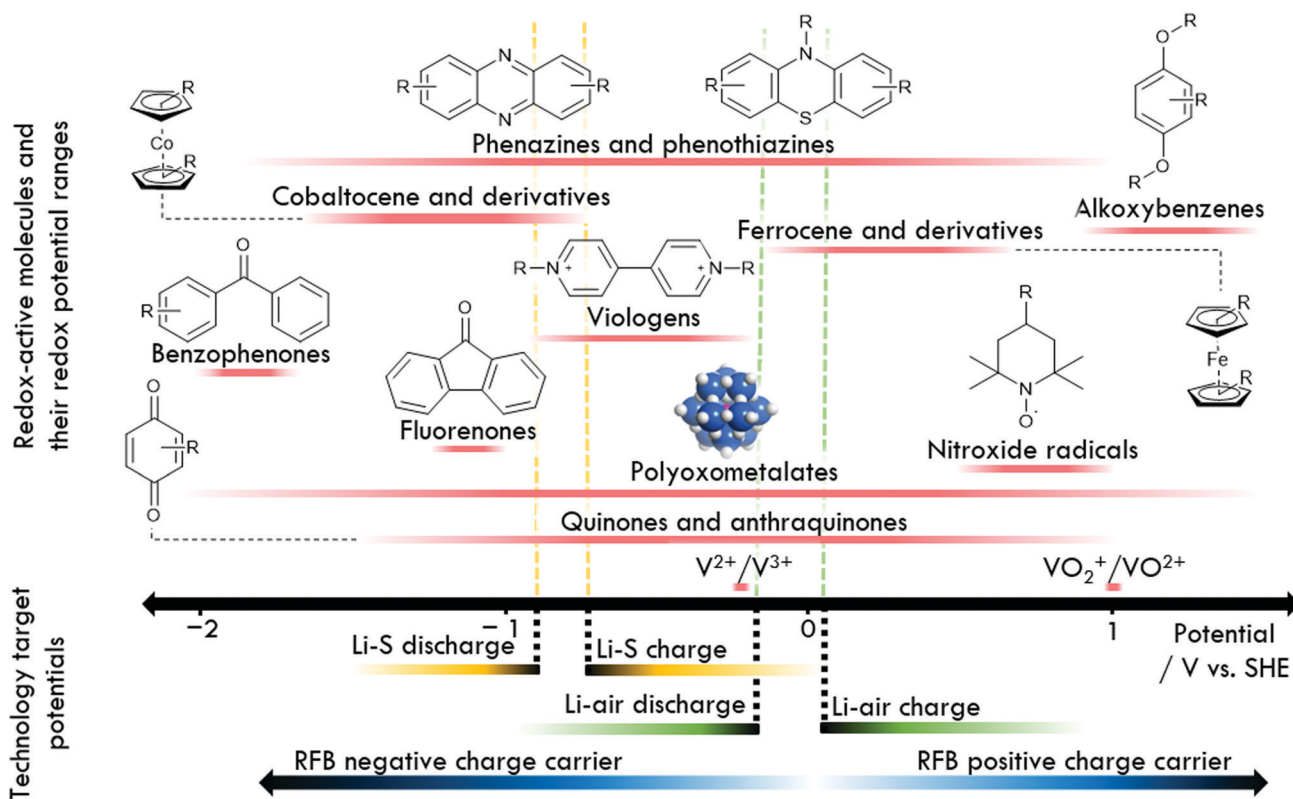 Redox-active molecules and
their redox potential ranges
R
N
N
R
R
N
S
R
R
O
R
O
R
R
Co
R
Phenazines and phenothiazines
Cobaltocene and derivatives
Alkoxybenzenes
Ferrocene and derivatives
O
R
Benzophenones
R
N
+
N
+
R
Viologens
O
Fluorenones
R
N
O
·
R
Fe
R
Nitroxide radicals
Polyoxometalates
O
R
O
Quinones and anthraquinones
V2+/V3+
VO2+/VO2+
−2
−1
0
1
Potential
/ V vs. SHE
Technology target
potentials
Li-S discharge
Li-S charge
Li-air discharge
Li-air charge
RFB negative charge carrier
RFB positive charge carrier